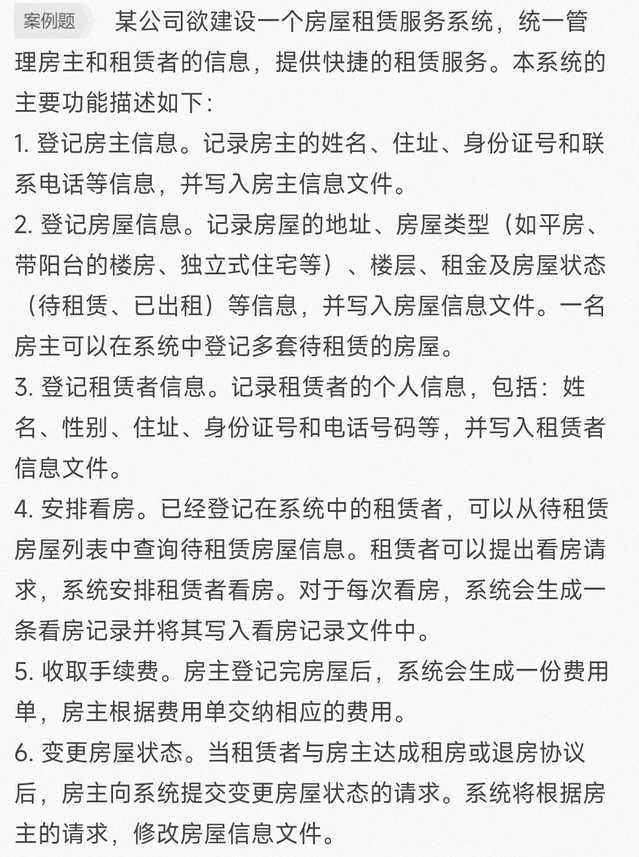 案例题 某公司欲建设一个房屋租赁服务系统，统一管
理房主和租赁者的信息，提供快捷的租赁服务。本系统的
主要功能描述如下：
1. 登记房主信息。记录房主的姓名、住址、身份证号和联
系电话等信息，并写入房主信息文件。
2. 登记房屋信息。记录房屋的地址、房屋类型（如平房、
带阳台的楼房、独立式住宅等）、楼层、租金及房屋状态
（待租赁、已出租）等信息，并写入房屋信息文件。一名
房主可以在系统中登记多套待租赁的房屋。
3. 登记租赁者信息。记录租赁者的个人信息，包括：姓
名、性别、住址、身份证号和电话号码等，并写入租赁者
信息文件。
4. 安排看房。已经登记在系统中的租赁者，可以从待租赁
房屋列表中查询待租赁房屋信息。租赁者可以提出看房请
求，系统安排租赁者看房。对于每次看房，系统会生成一
条看房记录并将其写入看房记录文件中。
5. 收取手续费。房主登记完房屋后，系统会生成一份费用
单，房主根据费用单交纳相应的费用。
6. 变更房屋状态。当租赁者与房主达成租房或退房协议
后，房主向系统提交变更房屋状态的请求。系统将根据房
主的请求，修改房屋信息文件。